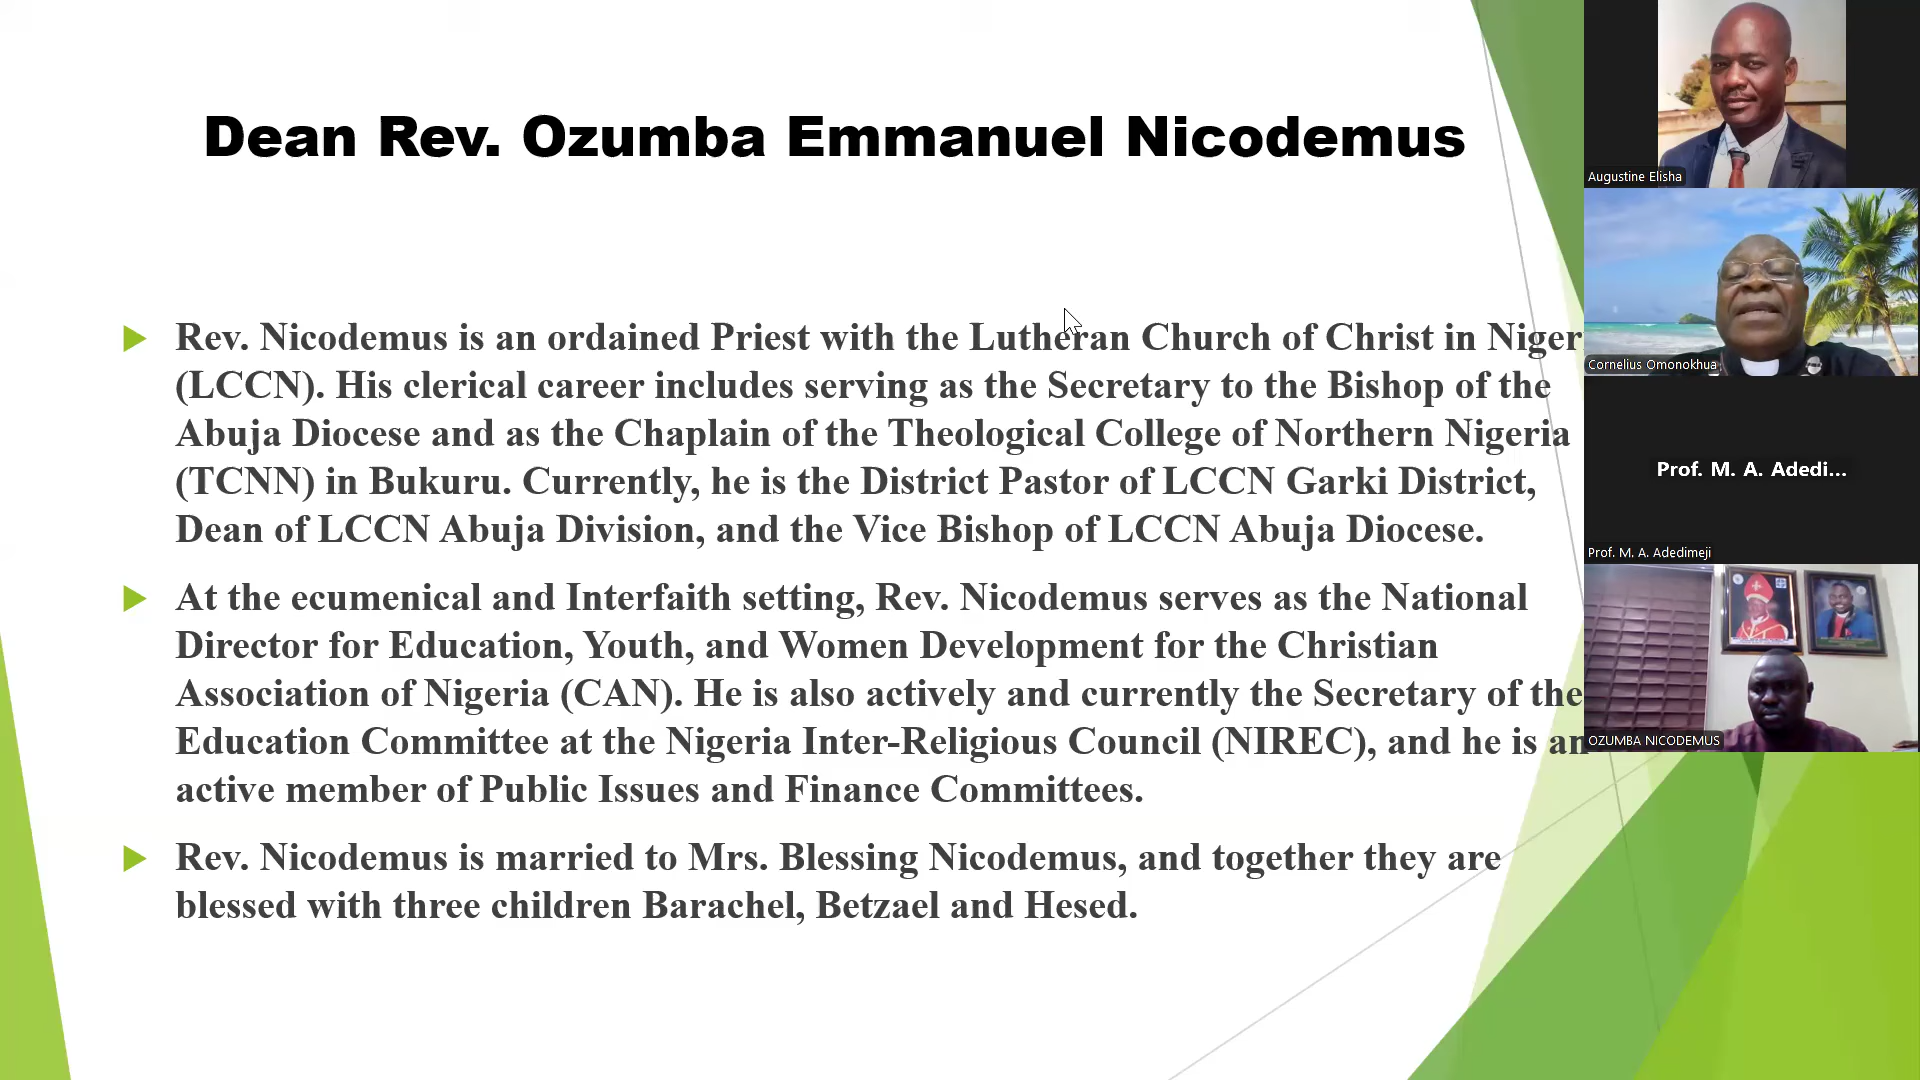 Dean Rev. Ozumba Emmanuel Nicodemus
Rev. Nicodemus is an ordained Priest with the Lutheran Church of Christ in Niger
(LCCN). His clerical career includes serving as the Secretary to the Bishop of the
Abuja Diocese and as the Chaplain of the Theological College of Northern Nigeria
(TCNN) in Bukuru. Currently, he is the District Pastor of LCCN Garki District,
Dean of LCCN Abuja Division, and the Vice Bishop of LCCN Abuja Diocese.
At the ecumenical and Interfaith setting, Rev. Nicodemus serves as the National
Director for Education, Youth, and Women Development for the Christian
Association of Nigeria (CAN). He is also actively and currently the Secretary of the
Education Committee at the Nigeria Inter-Religious Council (NIREC), and he is an
active member of Public Issues and Finance Committees.
Rev. Nicodemus is married to Mrs. Blessing Nicodemus, and together they are
blessed with three children Barachel, Betzael and Hesed.
Augustine Elisha
Cornelius Omonokhua
Prof. M. A. Adedi...
Prof. M. A. Adedimeji
OZUMBA NICODEMUS